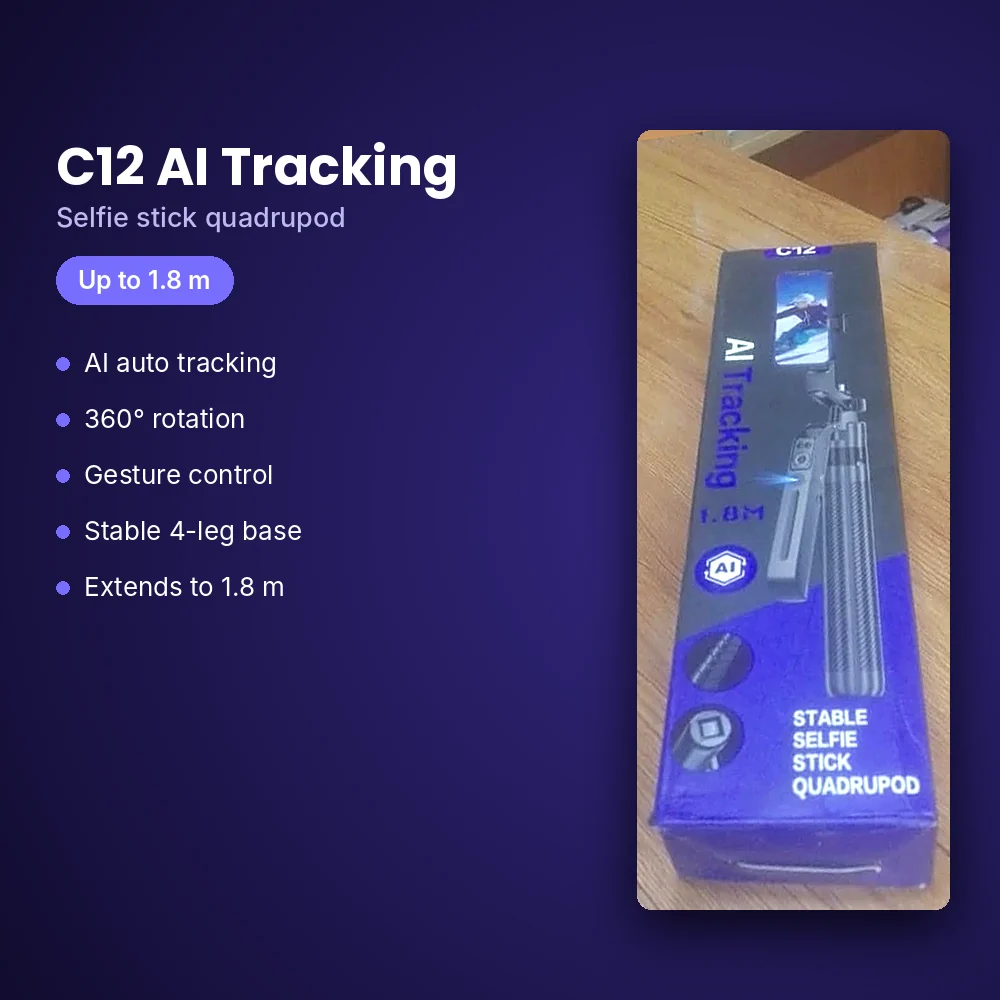 C12 AI Tracking
Selfie stick quadrupod
Up to 1.8 m
AI auto tracking
360° rotation
Gesture control
Stable 4-leg base
Extends to 1.8 m
C12
AI Tracking
1.8M
AI
STABLE
SELFIE
STICK
QUADRUPOD